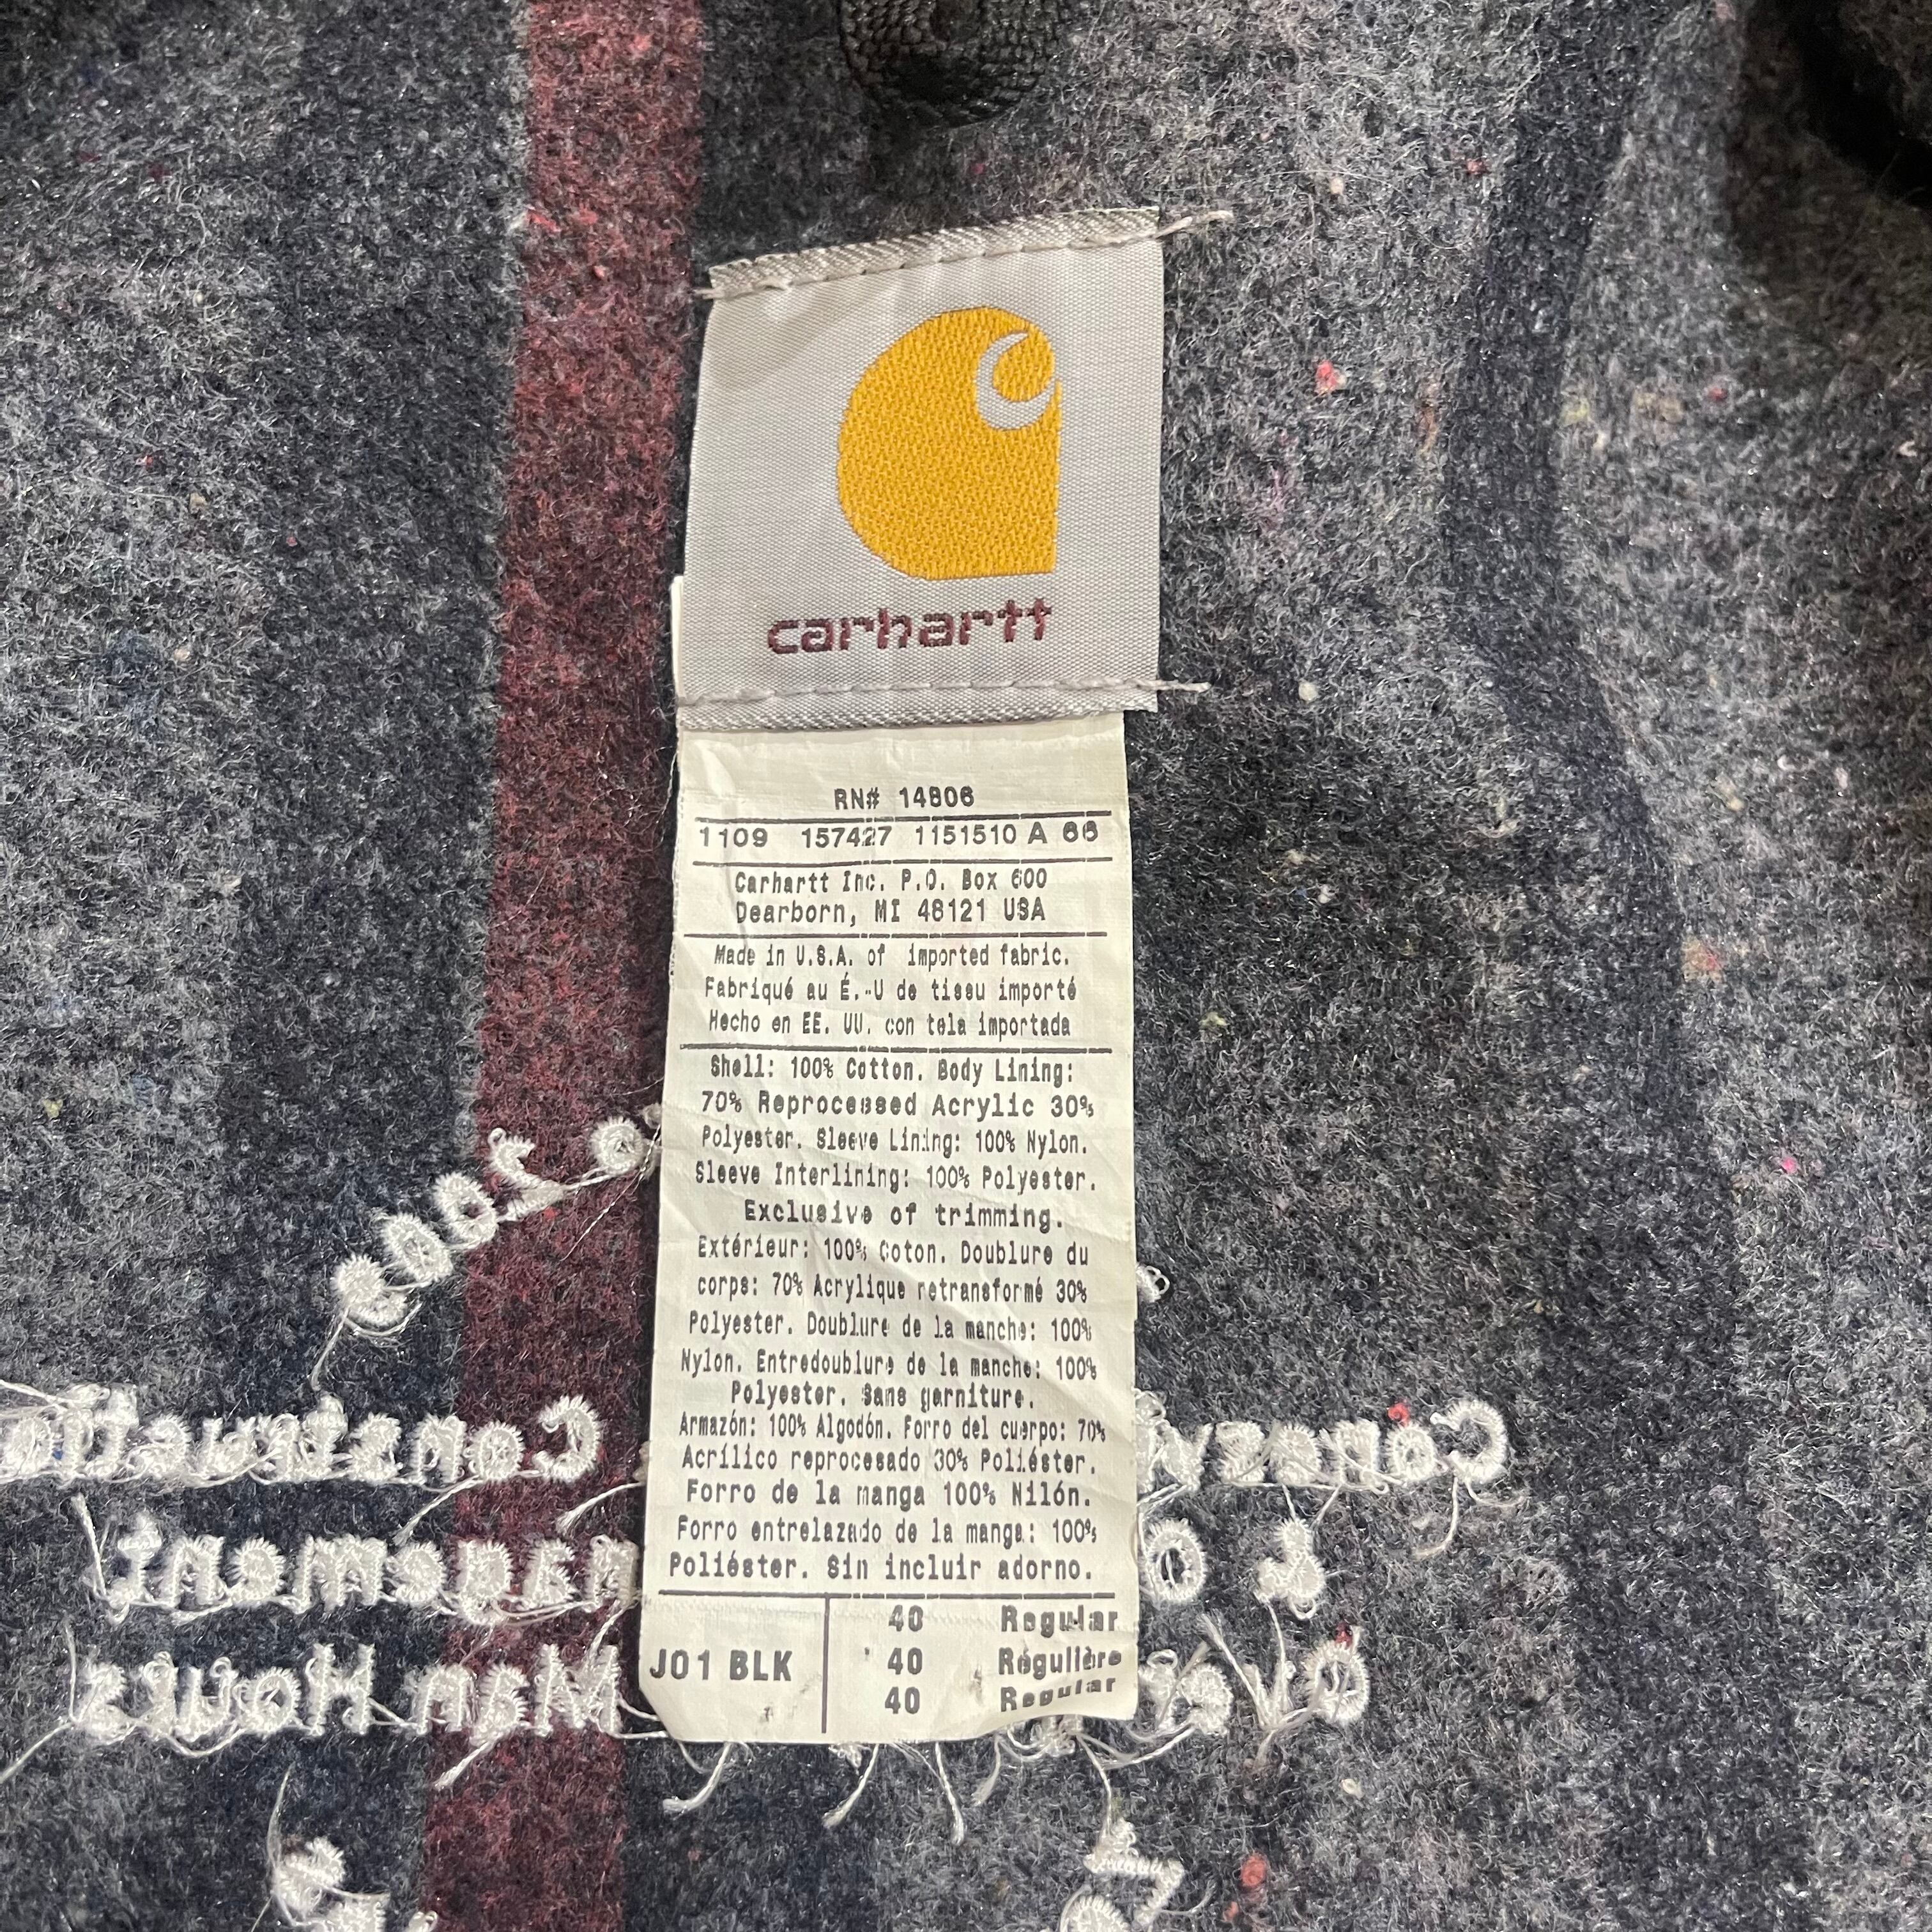 carhartt
RN# 14806
1109 157427 1151510 A 66
Carhartt Inc. P.O. Box 600
Dearborn, MI 48121 USA
Made in U.S.A. of imported fabric.
Fabriqué au É.-U de tissu importé
Hecho en EE. UU. con tela importada
Shell: 100% Cotton. Body Lining:
70% Reprocessed Acrylic 30%
Polyester. Sleeve Lining: 100% Nylon.
Sleeve Interlining: 100% Polyester.
Exclusive of trimming.
Extérieur: 100% Coton. Doublure du
corps: 70% Acrylique retransformé 30%
Polyester. Doublure de la manche: 100%
Nylon. Entredoublure de la manche: 100%
Polyester. Sans garniture.
Armazón: 100% Algodón. Forro del cuerpo: 70%
Acrílico reprocesado 30% Poliéster.
Forro de la manga 100% Nilón.
Forro entrelazado de la manga: 100%
Poliéster. Sin incluir adorno.
J01 BLK
40 Regular
40 Régulière
40 Regular
Man Hours